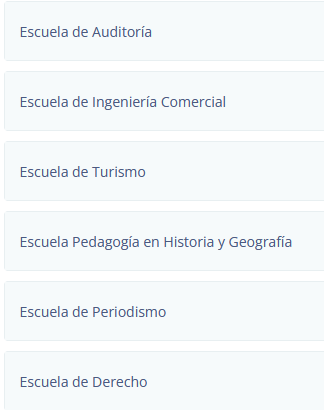 Escuela de Auditoría
Escuela de Ingeniería Comercial
Escuela de Turismo
Escuela Pedagogía en Historia y Geografía
Escuela de Periodismo
Escuela de Derecho